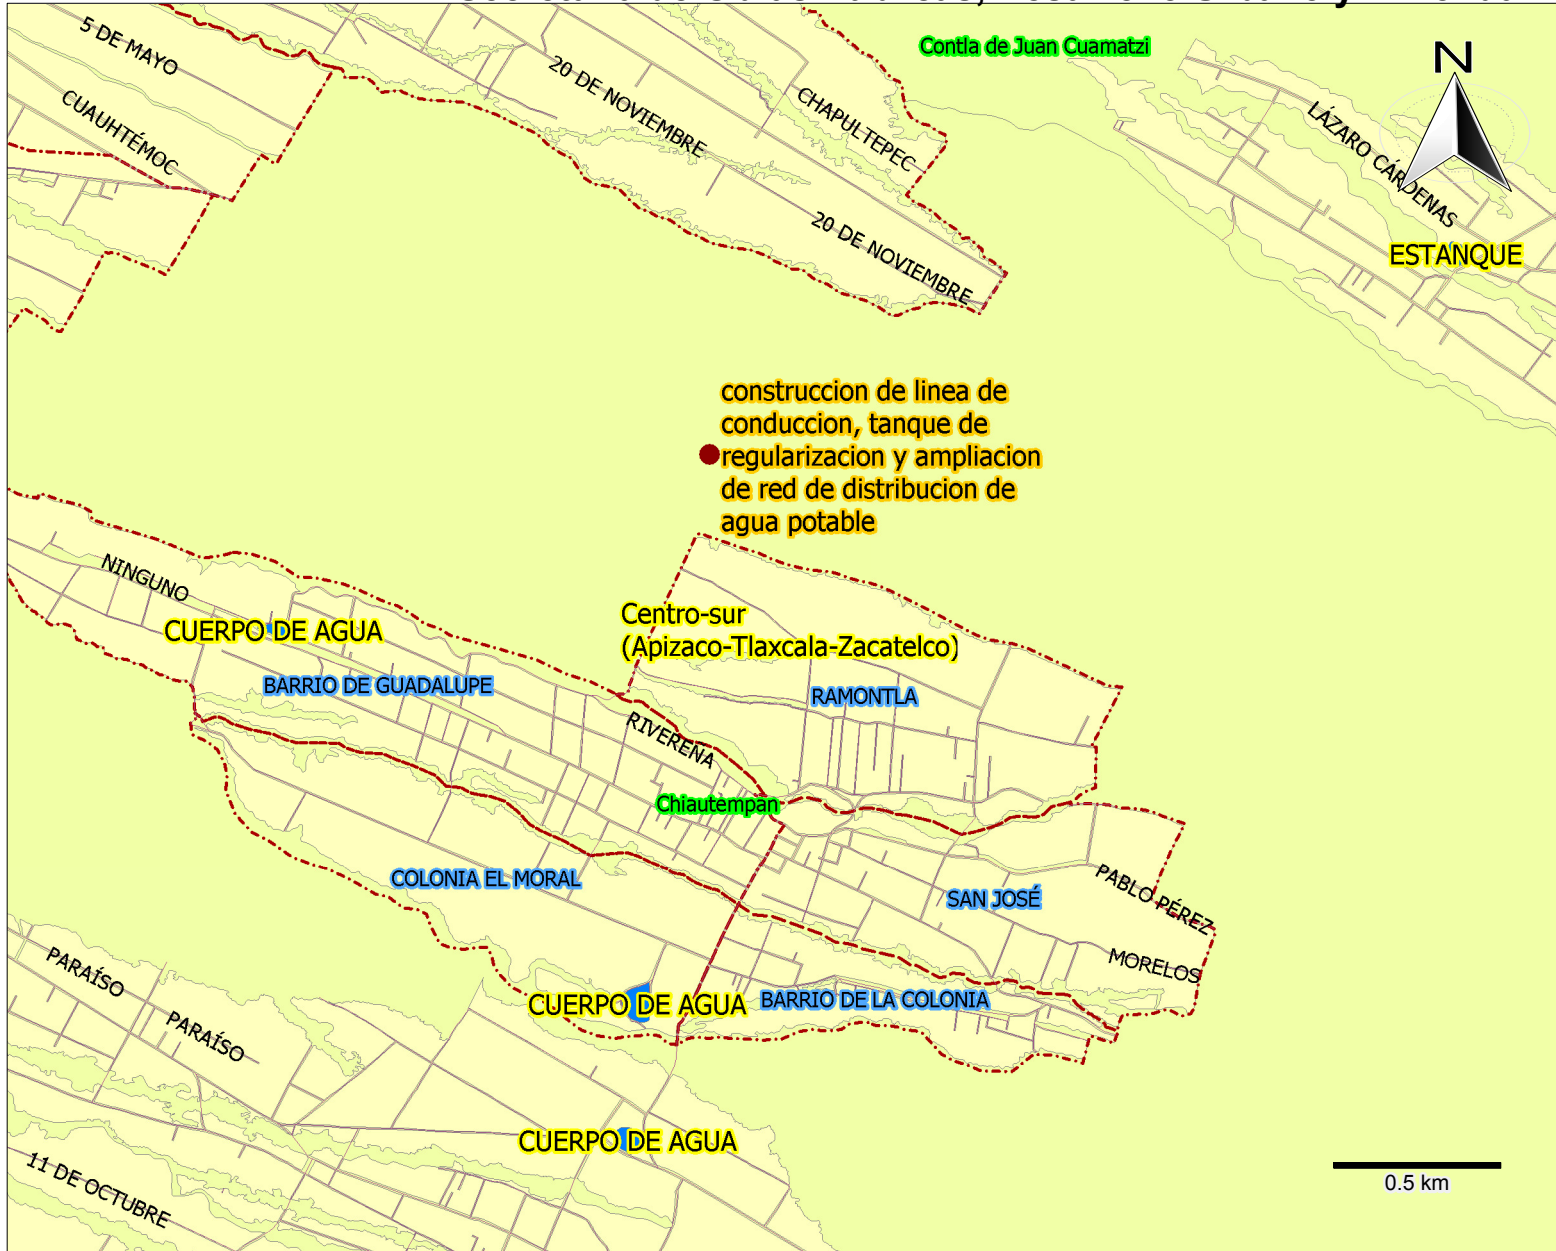 Contla de Juan Cuamatzi
N
5 DE MAYO
20 DE NOVIEMBRE
CHAPULTEPEC
LÁZARO CÁRDENAS
CUAUHTÉMOC
20 DE NOVIEMBRE
ESTANQUE
construccion de linea de
conduccion, tanque de
regularizacion y ampliacion
de red de distribucion de
agua potable
NINGUNO
CUERPO DE AGUA
Centro-sur
(Apizaco-Tlaxcala-Zacatelco)
BARRIO DE GUADALUPE
RAMONTLA
RIVEREÑA
Chiautempan
COLONIA EL MORAL
SAN JOSÉ
PABLO PÉREZ
MORELOS
PARAÍSO
CUERPO DE AGUA
BARRIO DE LA COLONIA
PARAÍSO
CUERPO DE AGUA
11 DE OCTUBRE
0.5 km